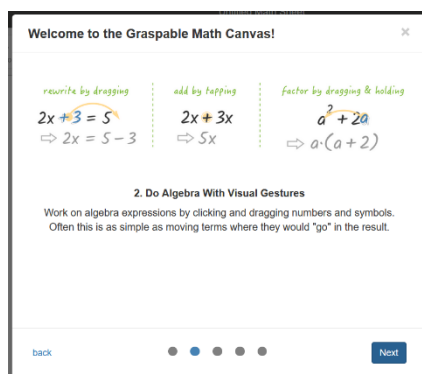 Welcome to the Graspable Math Canvas!
×
rewrite by dragging
2x + 3 = 5
⇨ 2x = 5 − 3
add by tapping
2x + 3x
⇨ 5x
factor by dragging & holding
a² + 2a
⇨ a·(a + 2)
2. Do Algebra With Visual Gestures
Work on algebra expressions by clicking and dragging numbers and symbols.
Often this is as simple as moving terms where they would "go" in the result.
back
Next